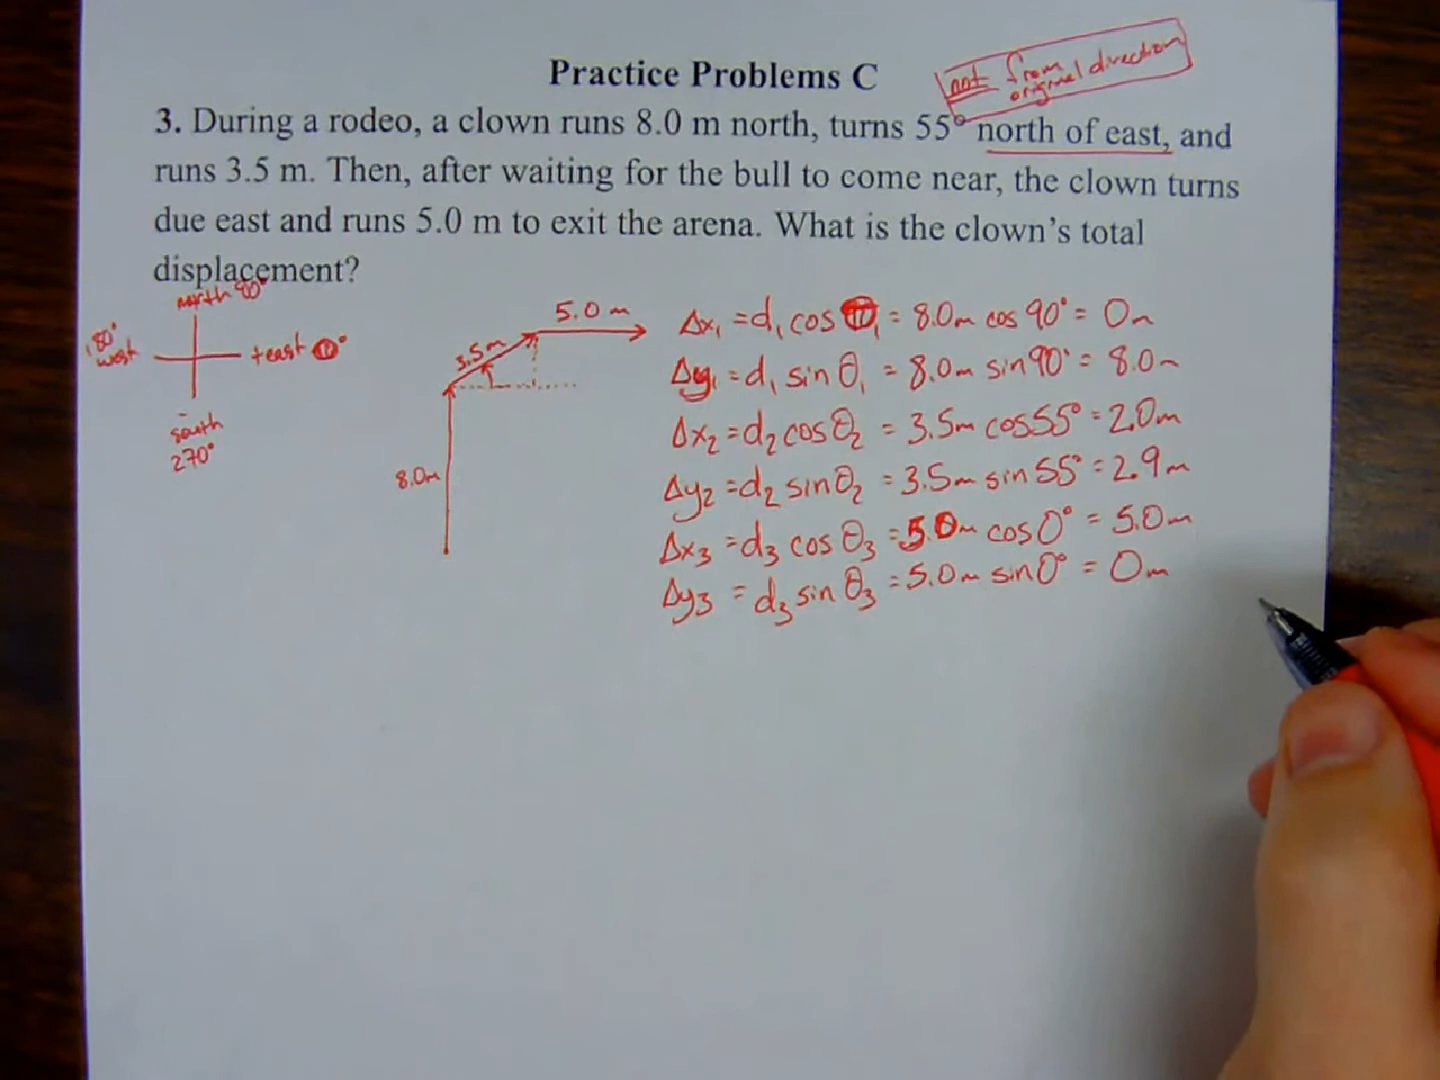 Practice Problems C
not from
original direction
3. During a rodeo, a clown runs 8.0 m north, turns 55° north of east, and
runs 3.5 m. Then, after waiting for the bull to come near, the clown turns
due east and runs 5.0 m to exit the arena. What is the clown's total
displacement?
north 90°
180°
west
+east 0°
south
270°
5.0 m
3.5m
8.0m
Δx₁ = d₁ cos θ₁ = 8.0m cos 90° = 0m
Δy₁ = d₁ sin θ₁ = 8.0m sin90° = 8.0m
Δx₂ = d₂ cos θ₂ = 3.5m cos55° = 2.0m
Δy₂ = d₂ sin θ₂ = 3.5m sin 55° = 2.9m
Δx₃ = d₃ cos θ₃ = 5.0m cos 0° = 5.0m
Δy₃ = d₃ sin θ₃ = 5.0m sin 0° = 0m